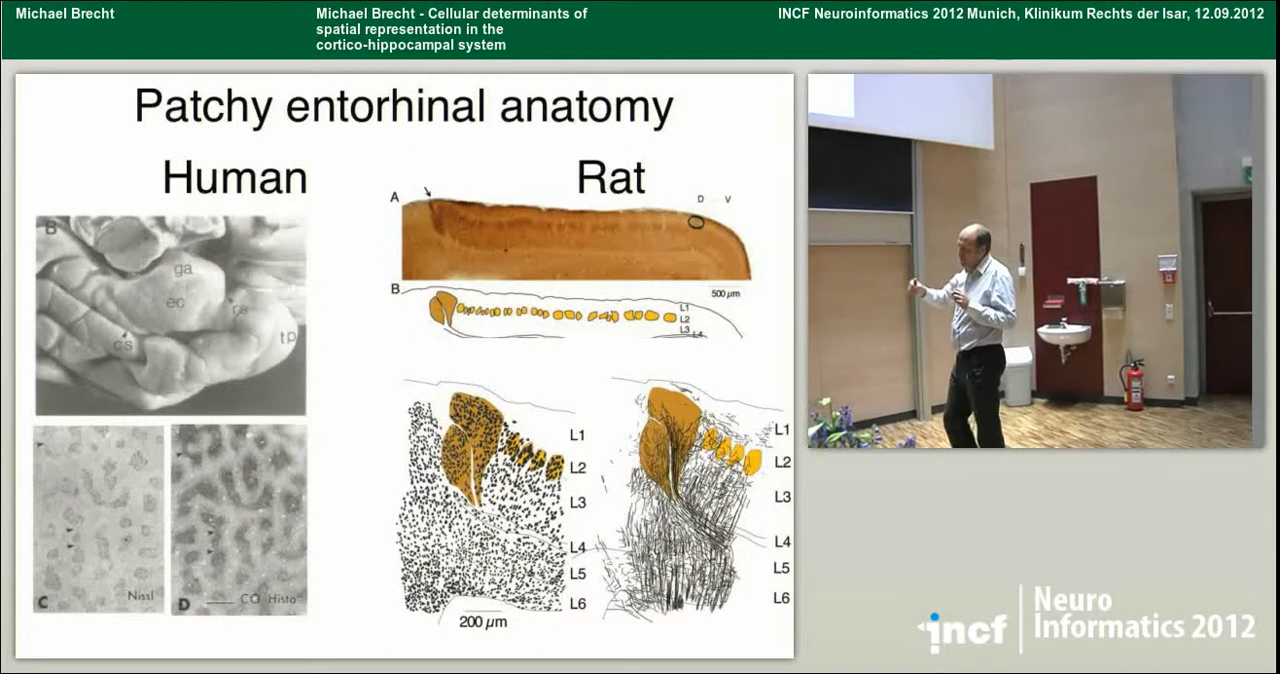 Michael Brecht
Michael Brecht - Cellular determinants of
spatial representation in the
cortico-hippocampal system
INCF Neuroinformatics 2012 Munich, Klinikum Rechts der Isar, 12.09.2012
Patchy entorhinal anatomy
Human
Rat
B
ga
ec
rs
cs
tp
C
Nissl
D
CO Histo
A
D V
500 µm
B
L1
L2
L3
L4
L1
L2
L3
L4
L5
L6
200 µm
L1
L2
L3
L4
L5
L6
incf
Neuro
Informatics 2012